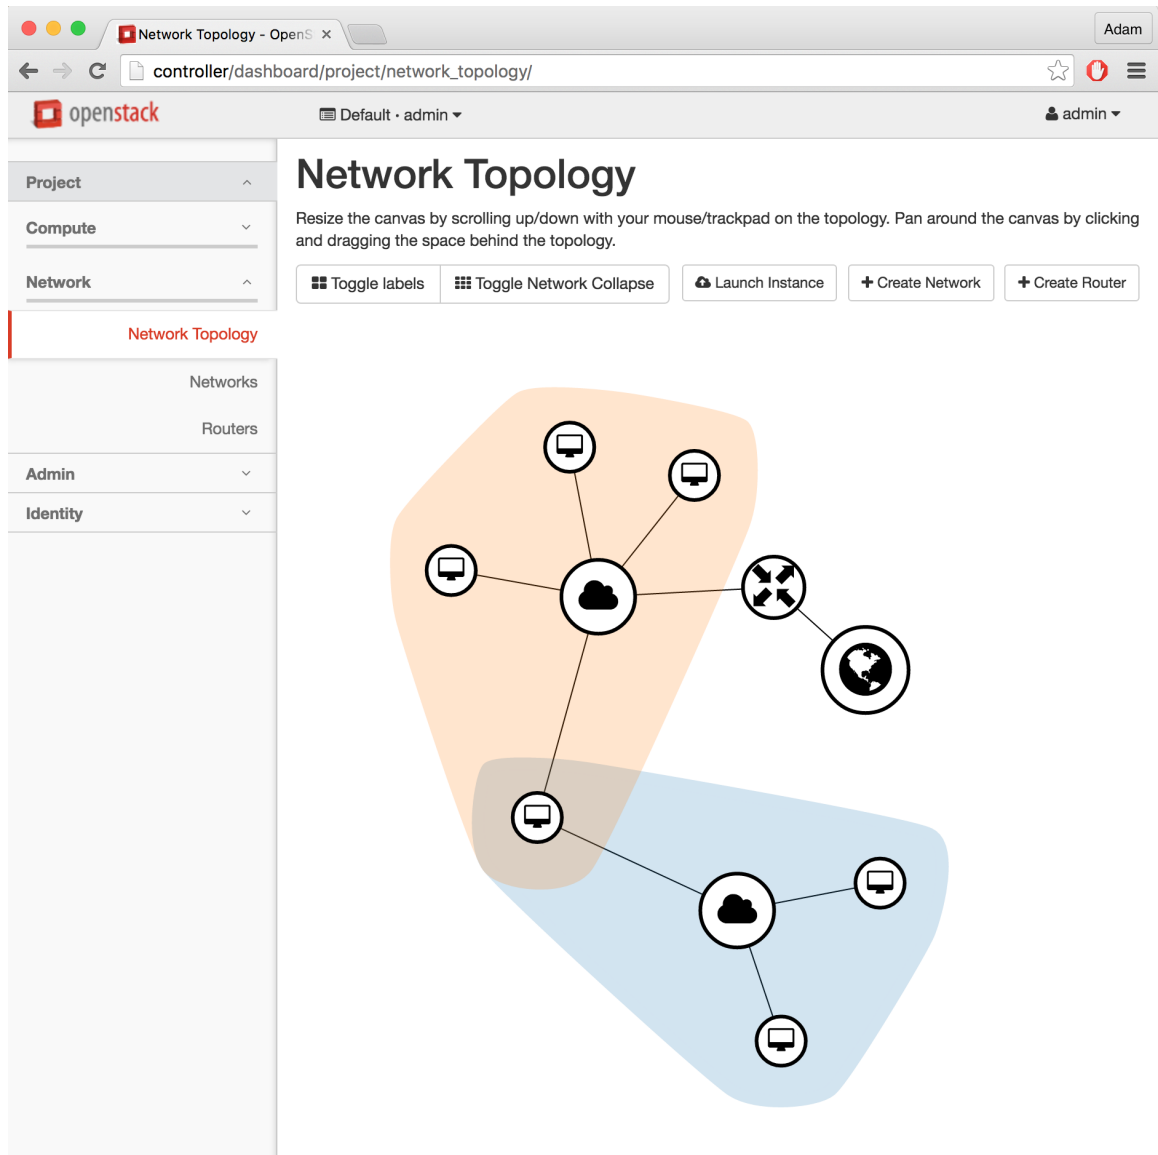 Network Topology - OpenS
Adam
controller/dashboard/project/network_topology/
openstack
Default • admin
admin
Project
Compute
Network
Network Topology
Networks
Routers
Admin
Identity
Network Topology
Resize the canvas by scrolling up/down with your mouse/trackpad on the topology. Pan around the canvas by clicking
and dragging the space behind the topology.
Toggle labels
Toggle Network Collapse
Launch Instance
+ Create Network
+ Create Router